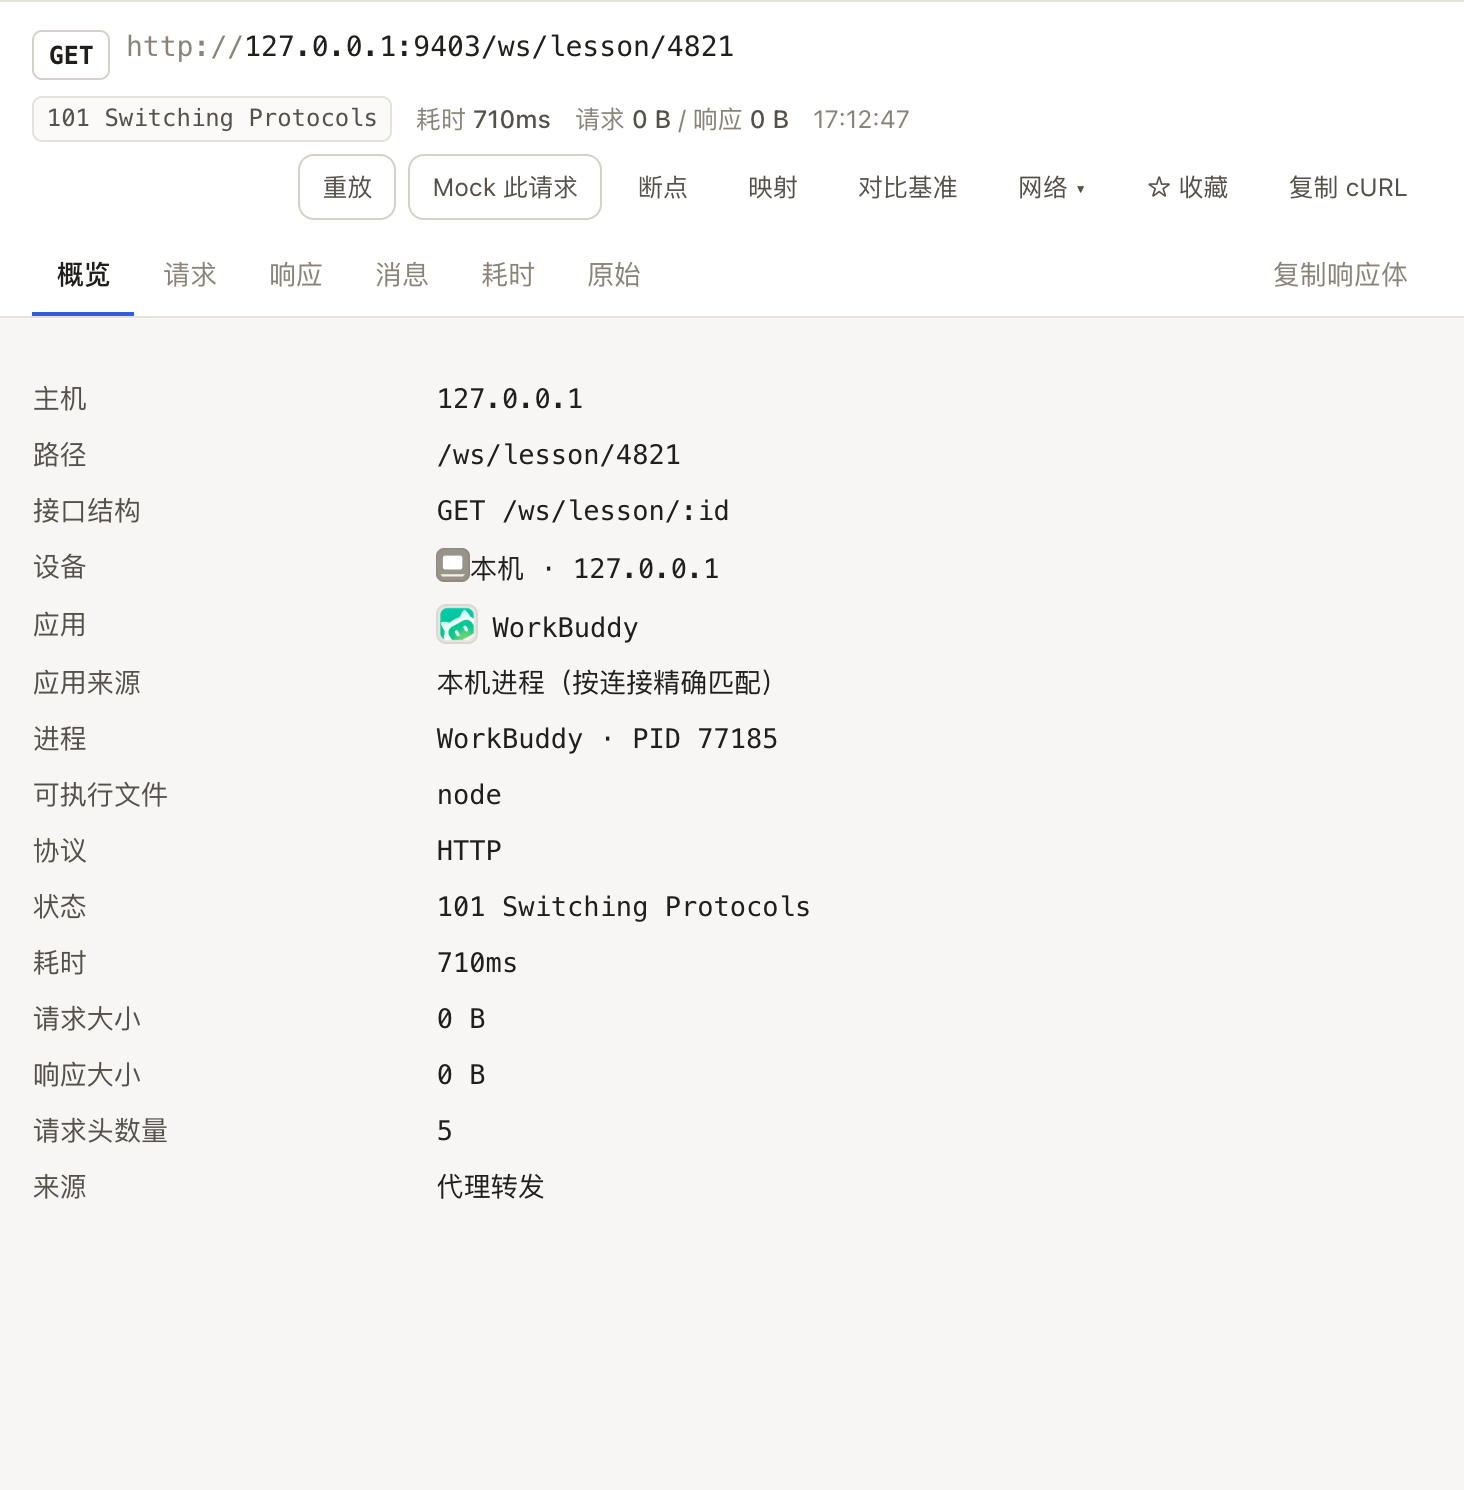 GET http://127.0.0.1:9403/ws/lesson/4821
101 Switching Protocols 耗时 710ms 请求 0 B / 响应 0 B 17:12:47
重放 Mock 此请求 断点 映射 对比基准 网络 ▾ ☆ 收藏 复制 cURL
概览 请求 响应 消息 耗时 原始 复制响应体
主机 127.0.0.1
路径 /ws/lesson/4821
接口结构 GET /ws/lesson/:id
设备 本机 · 127.0.0.1
应用 WorkBuddy
应用来源 本机进程（按连接精确匹配）
进程 WorkBuddy · PID 77185
可执行文件 node
协议 HTTP
状态 101 Switching Protocols
耗时 710ms
请求大小 0 B
响应大小 0 B
请求头数量 5
来源 代理转发